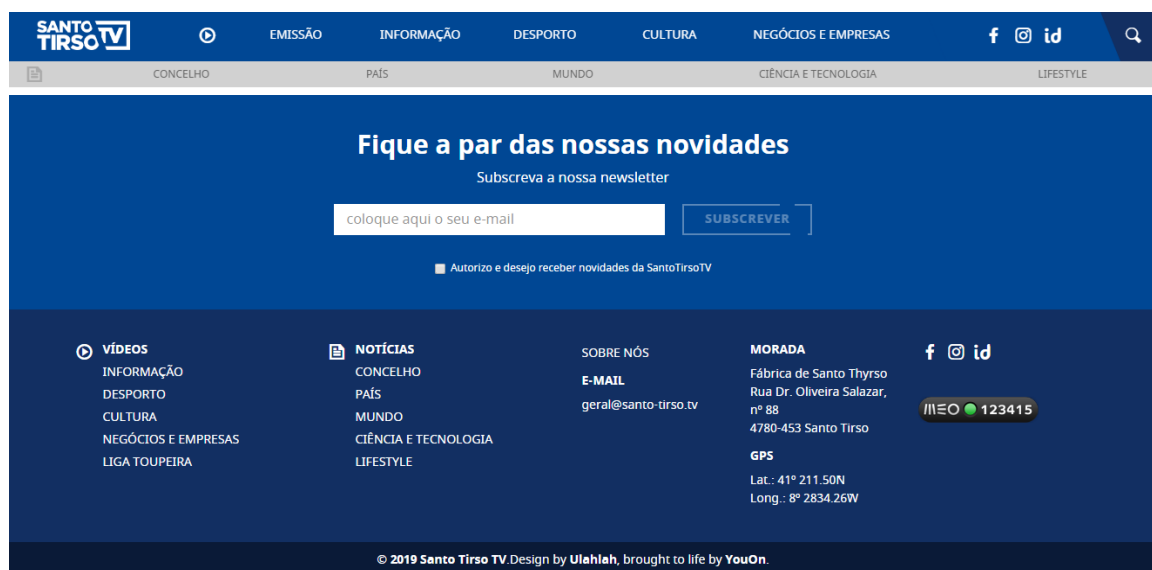 SANTO TIRSO TV
EMISSÃO
INFORMAÇÃO
DESPORTO
CULTURA
NEGÓCIOS E EMPRESAS
f
id
CONCELHO
PAÍS
MUNDO
CIÊNCIA E TECNOLOGIA
LIFESTYLE
Fique a par das nossas novidades
Subscreva a nossa newsletter
coloque aqui o seu e-mail
SUBSCREVER
Autorizo e desejo receber novidades da SantoTirsoTV
VÍDEOS
INFORMAÇÃO
DESPORTO
CULTURA
NEGÓCIOS E EMPRESAS
LIGA TOUPEIRA
NOTÍCIAS
CONCELHO
PAÍS
MUNDO
CIÊNCIA E TECNOLOGIA
LIFESTYLE
SOBRE NÓS
E-MAIL
geral@santo-tirso.tv
MORADA
Fábrica de Santo Thyrso
Rua Dr. Oliveira Salazar,
nº 88
4780-453 Santo Tirso
GPS
Lat.: 41º 211.50N
Long.: 8º 2834.26W
f
id
MEO 123415
© 2019 Santo Tirso TV.Design by Ulahlah, brought to life by YouOn.